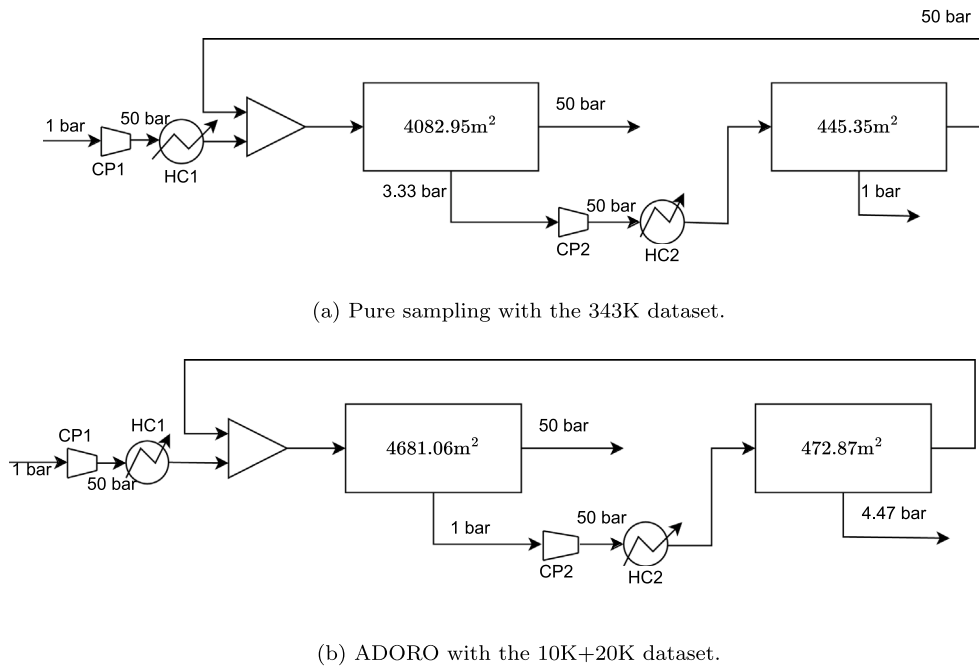 50 bar
1 bar
50 bar
CP1
HC1
4082.95m²
50 bar
3.33 bar
50 bar
CP2
HC2
445.35m²
1 bar
(a) Pure sampling with the 343K dataset.
CP1
HC1
1 bar
50 bar
4681.06m²
50 bar
1 bar
50 bar
CP2
HC2
472.87m²
4.47 bar
(b) ADORO with the 10K+20K dataset.